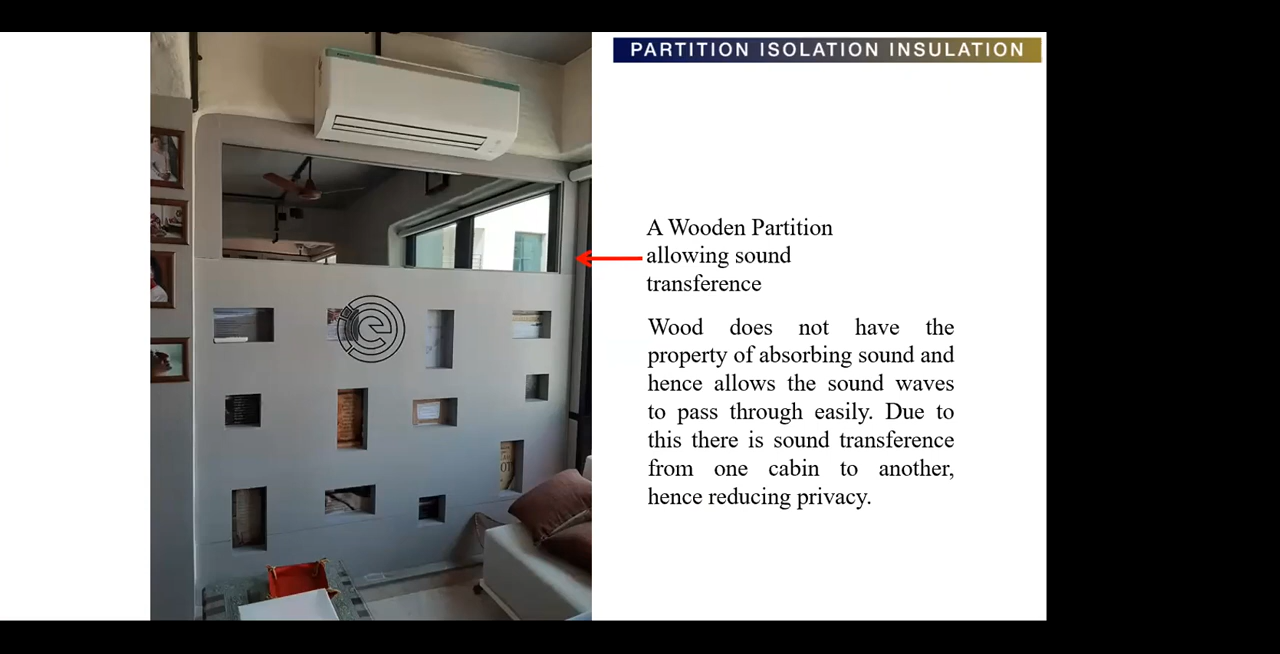 PARTITION ISOLATION INSULATION
A Wooden Partition
allowing sound
transference
Wood does not have the
property of absorbing sound and
hence allows the sound waves
to pass through easily. Due to
this there is sound transference
from one cabin to another,
hence reducing privacy.